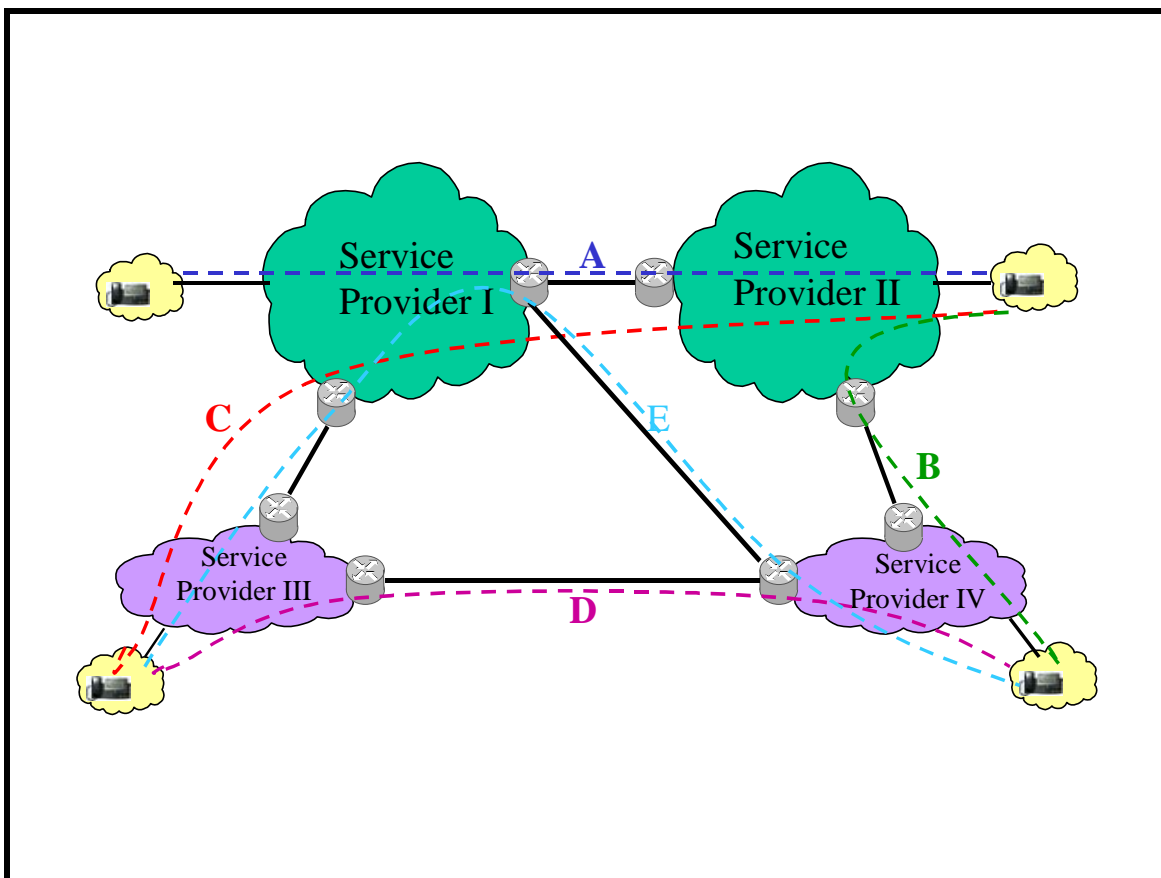 Service
Provider I
A
Service
Provider II
C
E
B
Service
Provider III
Service
Provider IV
D